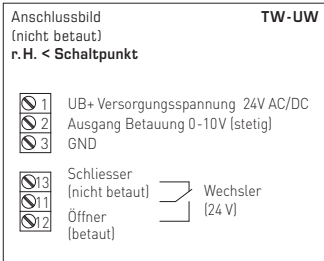 Anschlussbild TW-UW
(nicht betaut)
r.H. < Schaltpunkt
1 UB+ Versorgungsspannung 24V AC/DC
2 Ausgang Betauung 0-10V (stetig)
3 GND
13 Schliesser
(nicht betaut)
11 Wechsler
(24 V)
12 Öffner
(betaut)